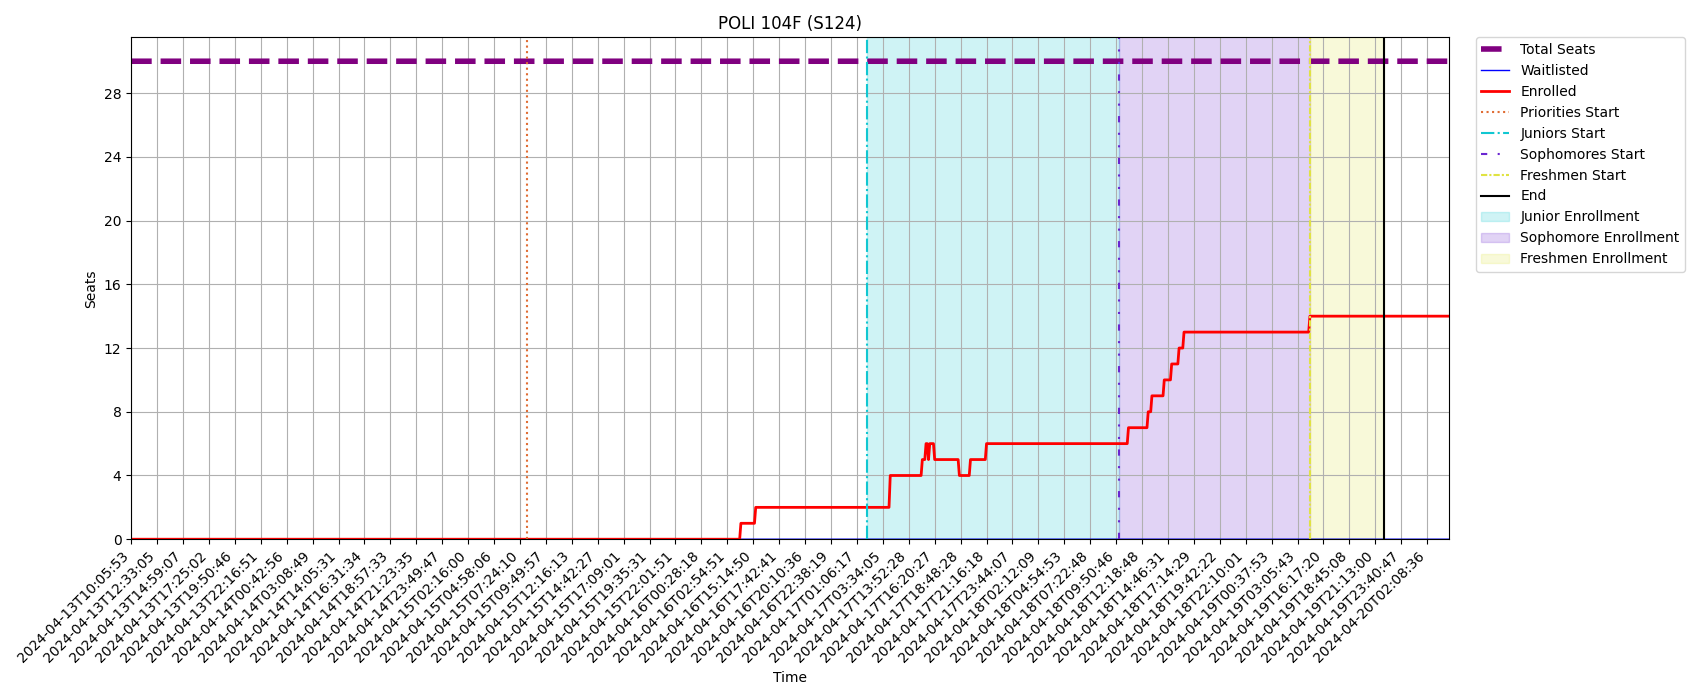 POLI 104F (S124)
Total Seats
Waitlisted
Enrolled
Priorities Start
Juniors Start
Sophomores Start
Freshmen Start
End
Junior Enrollment
Sophomore Enrollment
Freshmen Enrollment
Seats
28
24
20
16
12
8
4
0
2024-04-13T10:05:53
2024-04-13T12:33:05
2024-04-13T14:59:07
2024-04-13T17:25:02
2024-04-13T19:50:46
2024-04-13T22:16:51
2024-04-14T00:42:56
2024-04-14T03:08:49
2024-04-14T14:05:31
2024-04-14T16:31:34
2024-04-14T18:57:33
2024-04-14T21:23:35
2024-04-14T23:49:47
2024-04-15T02:16:00
2024-04-15T04:58:06
2024-04-15T07:24:10
2024-04-15T09:49:57
2024-04-15T12:16:13
2024-04-15T14:42:27
2024-04-15T17:09:01
2024-04-15T19:35:31
2024-04-15T22:01:51
2024-04-16T00:28:18
2024-04-16T02:54:51
2024-04-16T15:14:50
2024-04-16T17:42:41
2024-04-16T20:10:36
2024-04-16T22:38:19
2024-04-17T01:06:17
2024-04-17T03:34:05
2024-04-17T13:52:28
2024-04-17T16:20:27
2024-04-17T18:48:28
2024-04-17T21:16:18
2024-04-17T23:44:07
2024-04-18T02:12:09
2024-04-18T04:54:53
2024-04-18T07:22:48
2024-04-18T09:50:46
2024-04-18T12:18:48
2024-04-18T14:46:31
2024-04-18T17:14:29
2024-04-18T19:42:22
2024-04-18T22:10:01
2024-04-19T00:37:53
2024-04-19T03:05:43
2024-04-19T16:17:20
2024-04-19T18:45:08
2024-04-19T21:13:00
2024-04-19T23:40:47
2024-04-20T02:08:36
Time